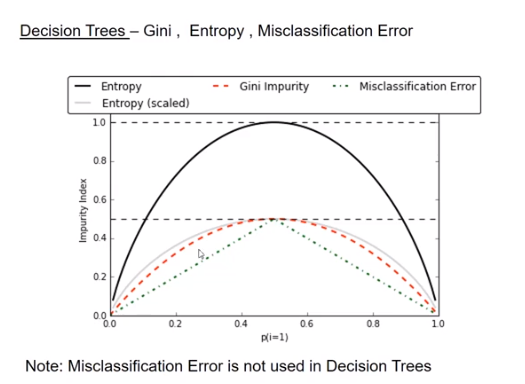 Decision Trees – Gini , Entropy , Misclassification Error
Entropy
Gini Impurity
Misclassification Error
Entropy (scaled)
1.0
0.8
0.6
0.4
0.2
0.0
Impurity Index
0.0 0.2 0.4 0.6 0.8 1.0
p(i=1)
Note: Misclassification Error is not used in Decision Trees